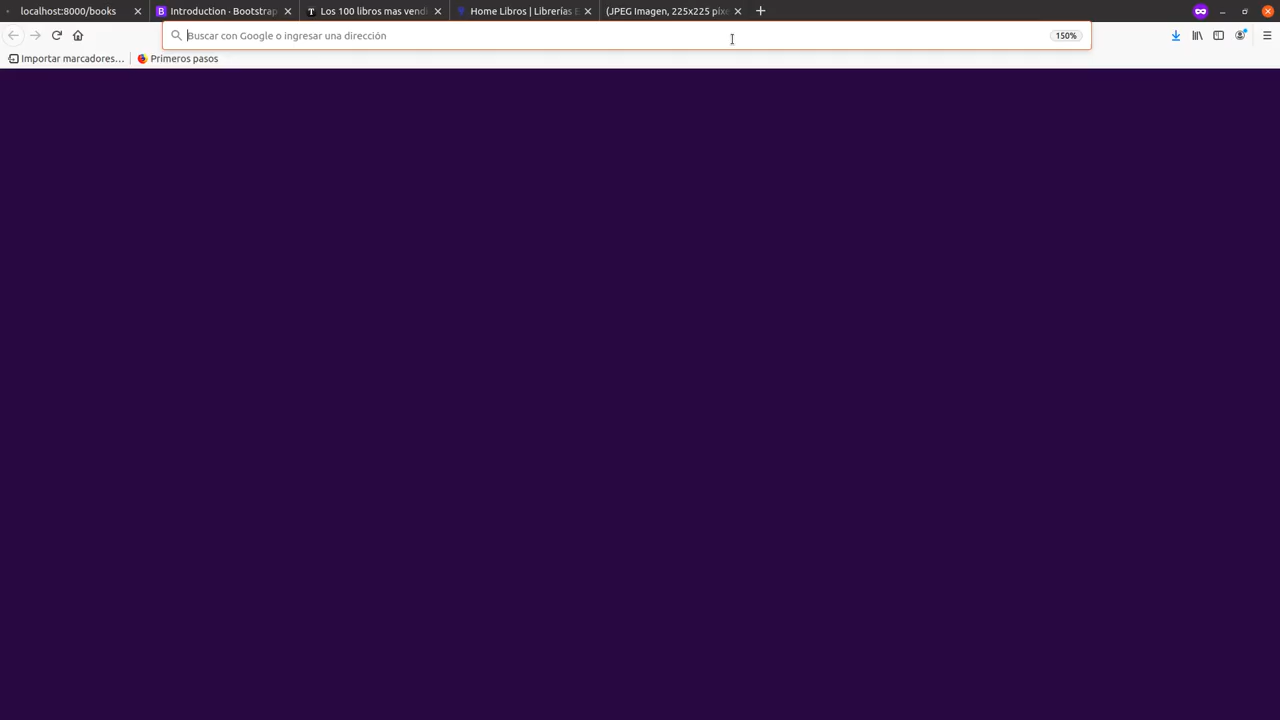 localhost:8000/books
Introduction · Bootstrap
Los 100 libros mas vend
Home Libros | Librerías
(JPEG Imagen, 225x225 píxe
Buscar con Google o ingresar una dirección
150%
Importar marcadores…
Primeros pasos